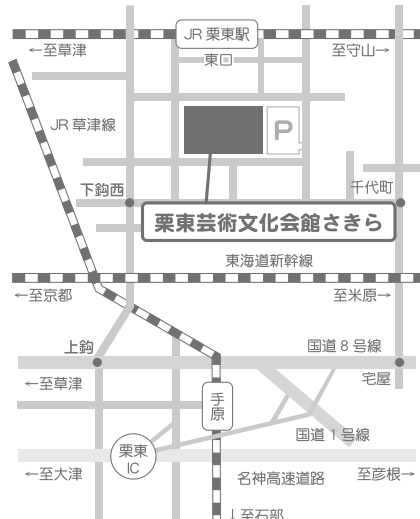 JR 栗東駅
←至草津
東口
至守山→
JR 草津線
P
下鈎西
千代町
栗東芸術文化会館さきら
東海道新幹線
←至京都
至米原→
上鈎
国道 8 号線
←至草津
宅屋
手原
国道 1 号線
栗東
IC
←至大津
名神高速道路
至彦根→
↓至石部